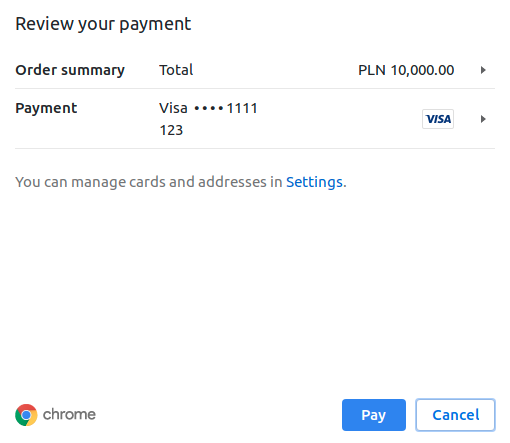 Review your payment
Order summary Total PLN 10,000.00
Payment Visa ••••1111
123
VISA
You can manage cards and addresses in Settings.
chrome Pay Cancel